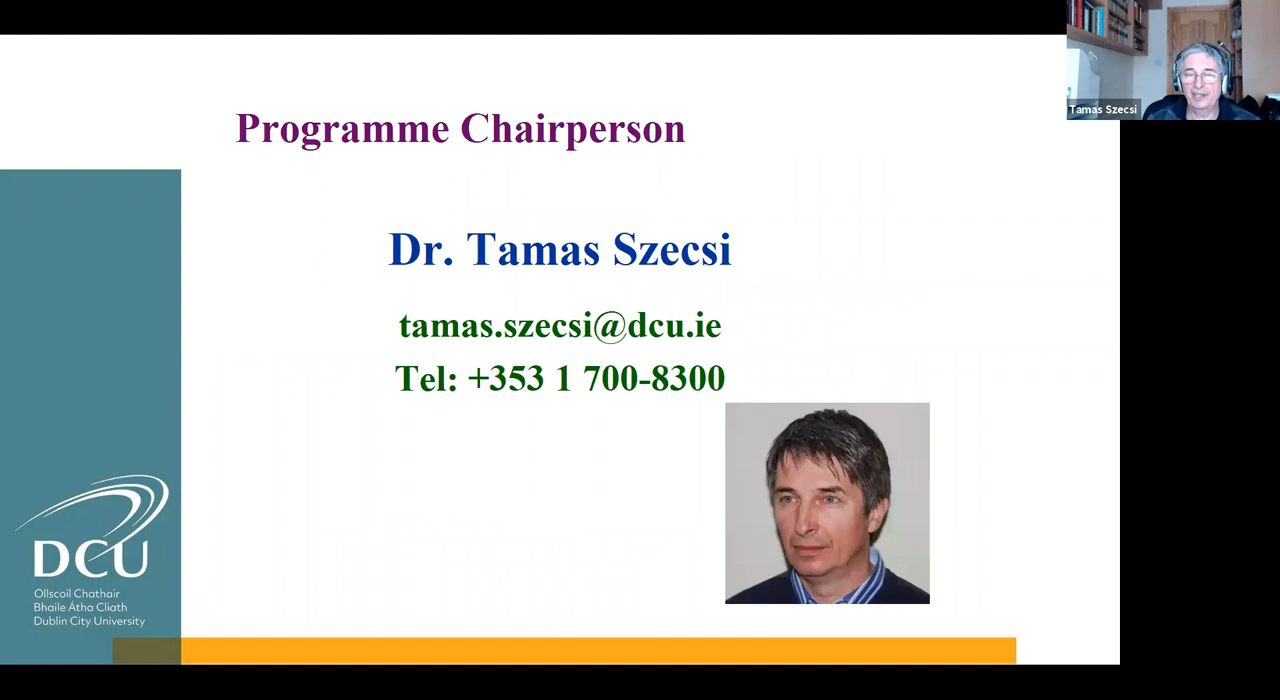 Programme Chairperson
Tamas Szecsi
Dr. Tamas Szecsi
tamas.szecsi@dcu.ie
Tel: +353 1 700-8300
DCU
Ollscoil Chathair
Bhaile Átha Cliath
Dublin City University